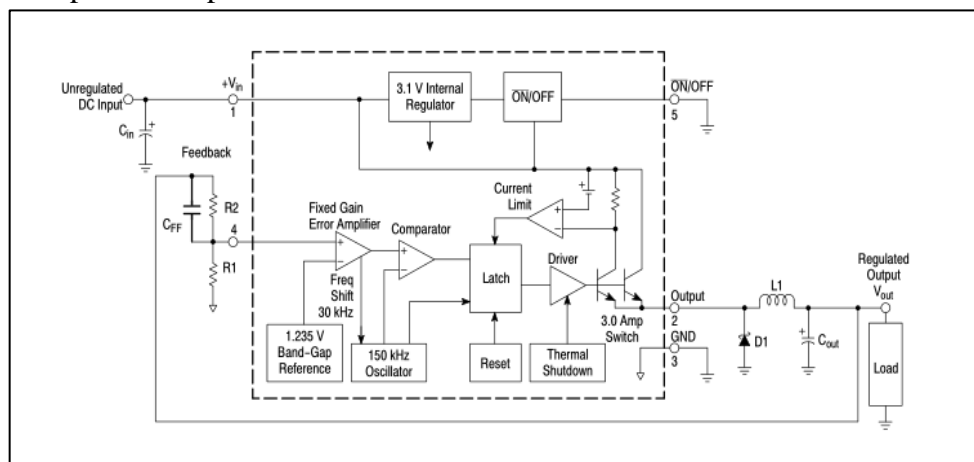 Unregulated
DC Input
+Vin
1
Cin
3.1 V Internal
Regulator
ON/OFF
ON/OFF
5
Feedback
CFF
R2
4
R1
Fixed Gain
Error Amplifier
Comparator
Current
Limit
Freq
Shift
30 kHz
Latch
Driver
1.235 V
Band-Gap
Reference
150 kHz
Oscillator
Reset
Thermal
Shutdown
3.0 Amp
Switch
Output
2
GND
3
D1
L1
Cout
Regulated
Output
Vout
Load